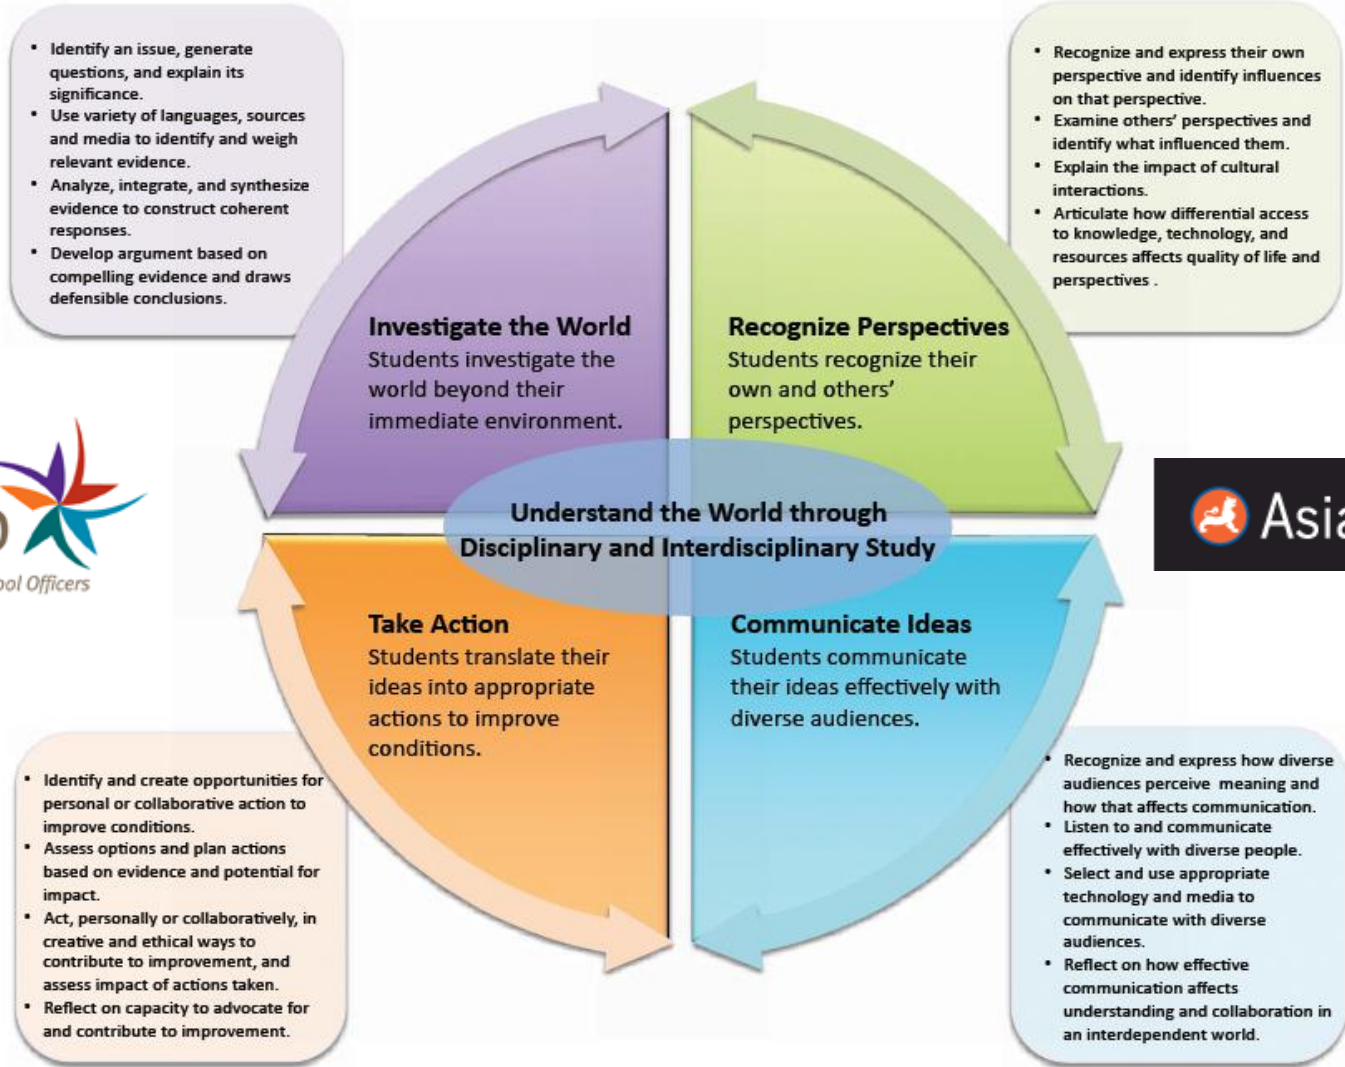 • Identify an issue, generate
questions, and explain its
significance.
• Use variety of languages, sources
and media to identify and weigh
relevant evidence.
• Analyze, integrate, and synthesize
evidence to construct coherent
responses.
• Develop argument based on
compelling evidence and draws
defensible conclusions.
• Recognize and express their own
perspective and identify influences
on that perspective.
• Examine others’ perspectives and
identify what influenced them.
• Explain the impact of cultural
interactions.
• Articulate how differential access
to knowledge, technology, and
resources affects quality of life and
perspectives .
Investigate the World
Students investigate the
world beyond their
immediate environment.
Recognize Perspectives
Students recognize their
own and others’
perspectives.
Understand the World through
Disciplinary and Interdisciplinary Study
Officers
Asia
Take Action
Students translate their
ideas into appropriate
actions to improve
conditions.
Communicate Ideas
Students communicate
their ideas effectively with
diverse audiences.
• Identify and create opportunities for
personal or collaborative action to
improve conditions.
• Assess options and plan actions
based on evidence and potential for
impact.
• Act, personally or collaboratively, in
creative and ethical ways to
contribute to improvement, and
assess impact of actions taken.
• Reflect on capacity to advocate for
and contribute to improvement.
• Recognize and express how diverse
audiences perceive meaning and
how that affects communication.
• Listen to and communicate
effectively with diverse people.
• Select and use appropriate
technology and media to
communicate with diverse
audiences.
• Reflect on how effective
communication affects
understanding and collaboration in
an interdependent world.